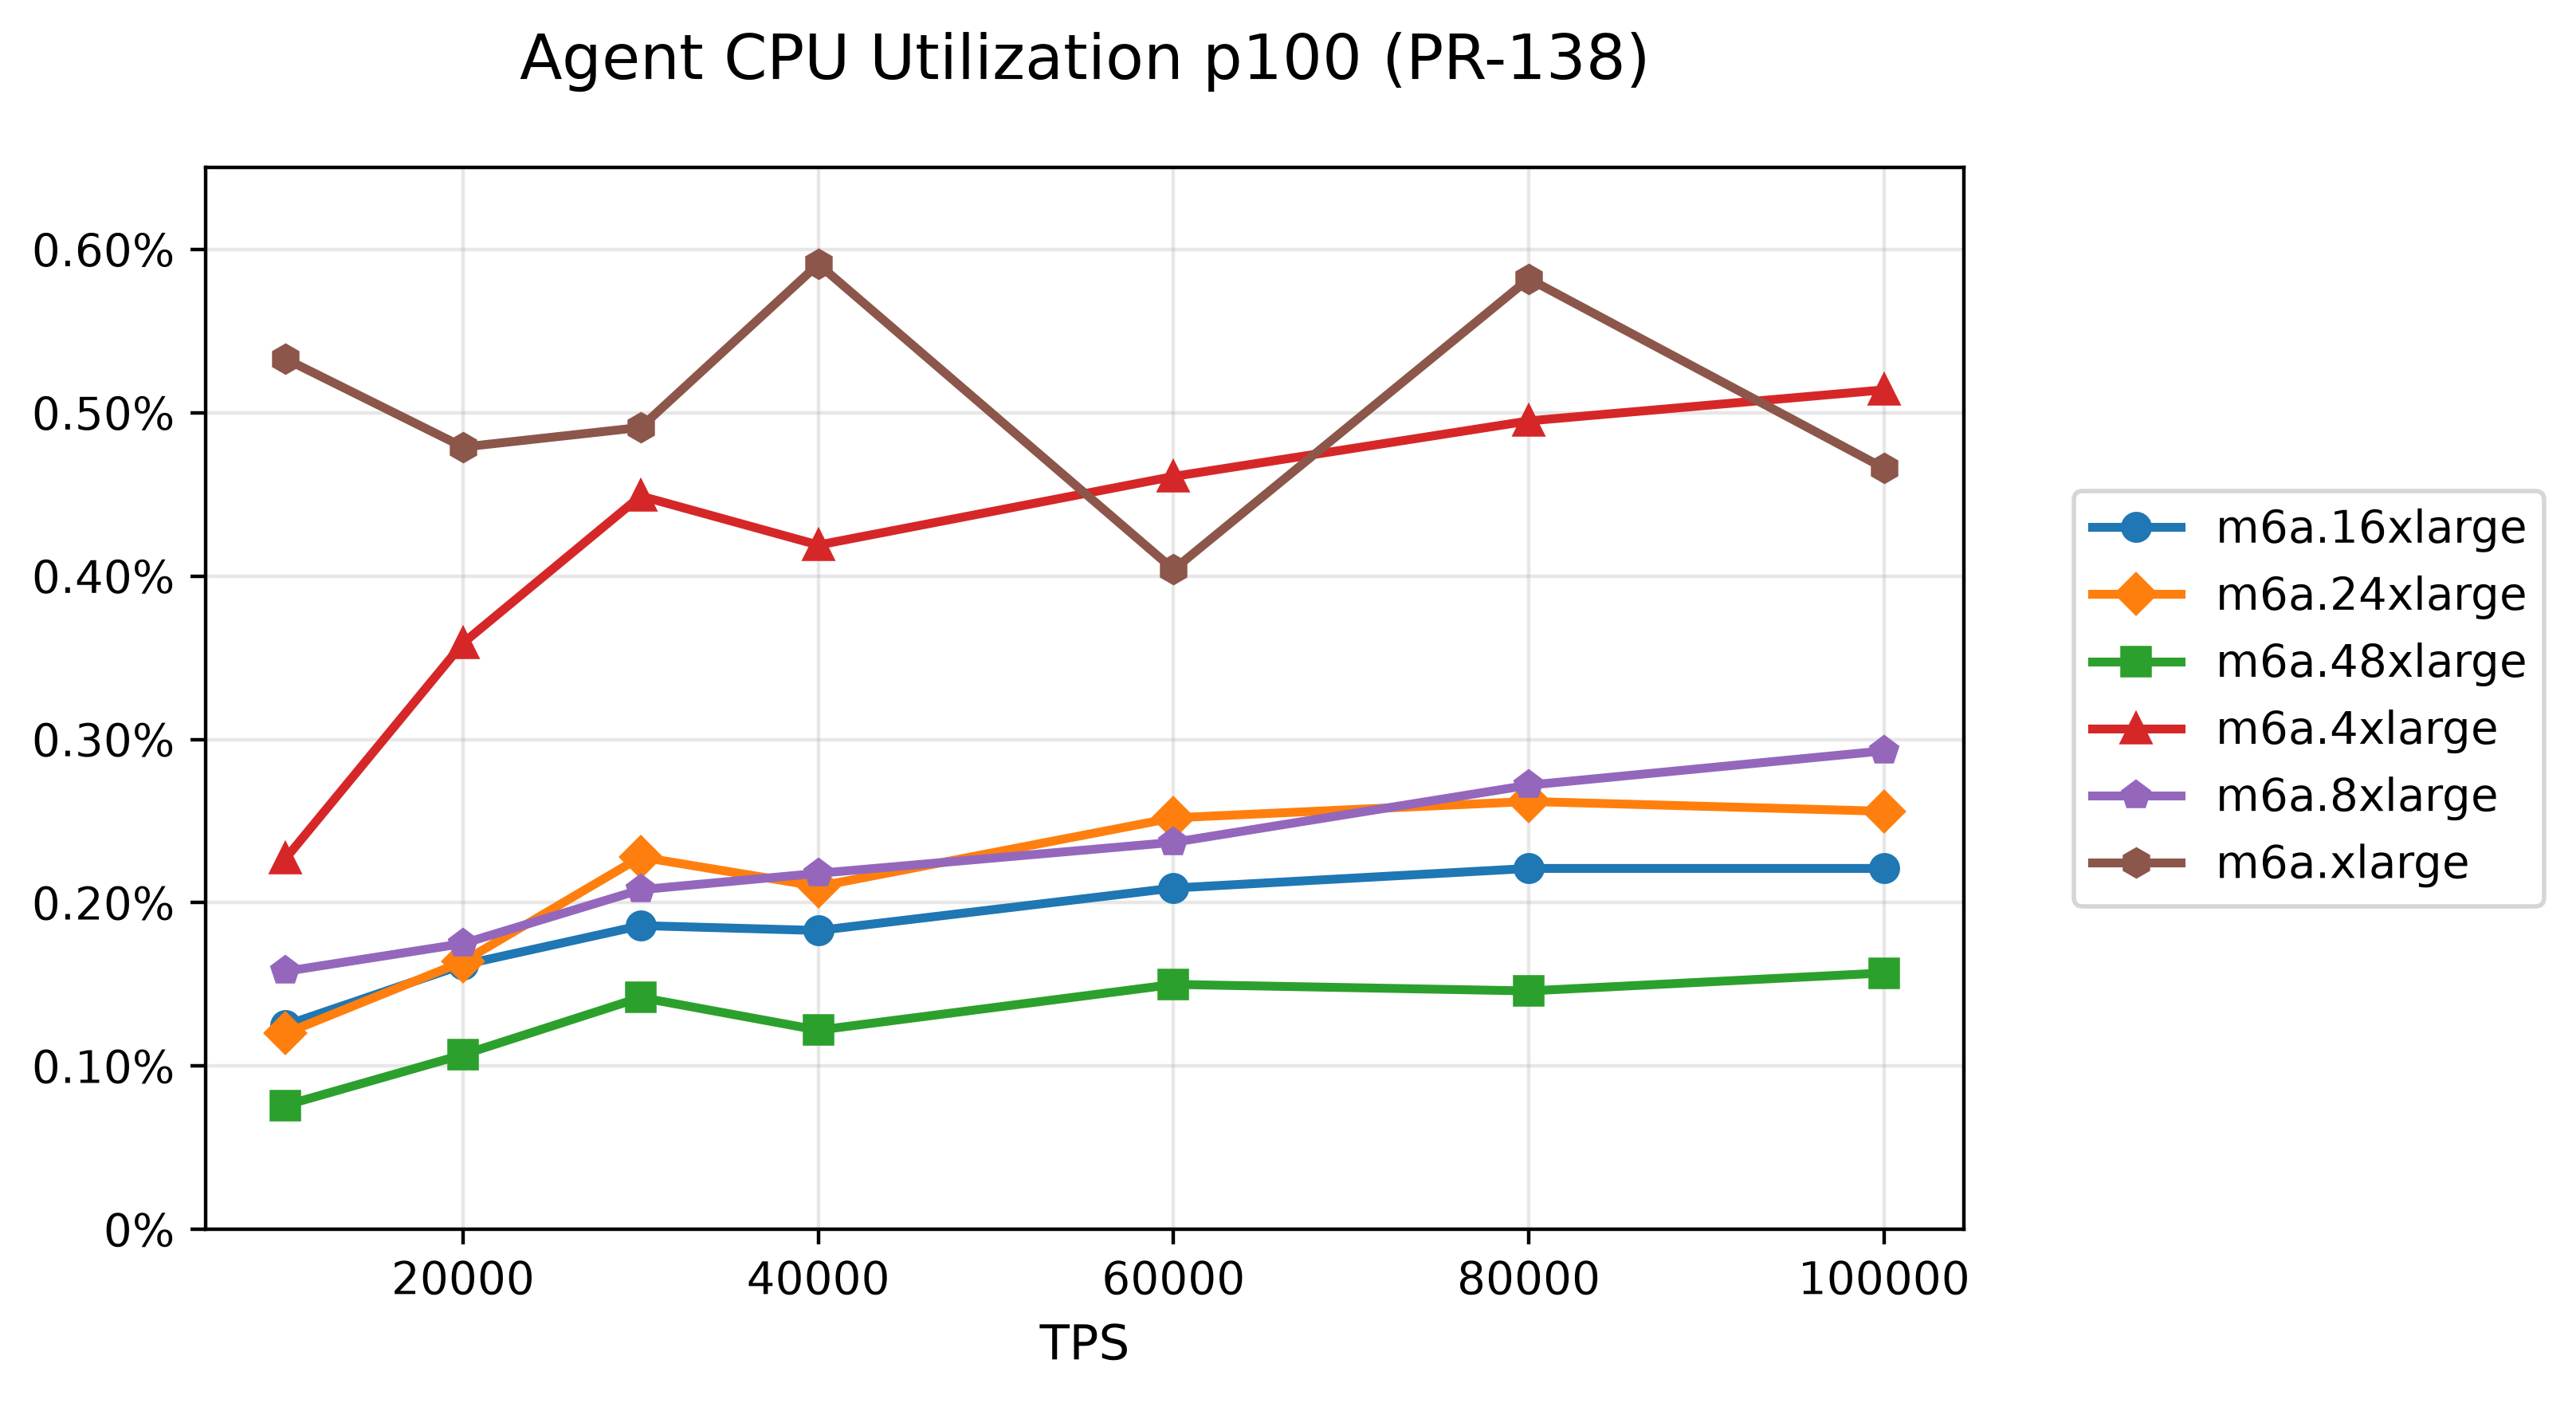 Agent CPU Utilization p100 (PR-138)
0.60%
0.50%
0.40%
0.30%
0.20%
0.10%
0%
20000 40000 60000 80000 100000
TPS
m6a.16xlarge
m6a.24xlarge
m6a.48xlarge
m6a.4xlarge
m6a.8xlarge
m6a.xlarge